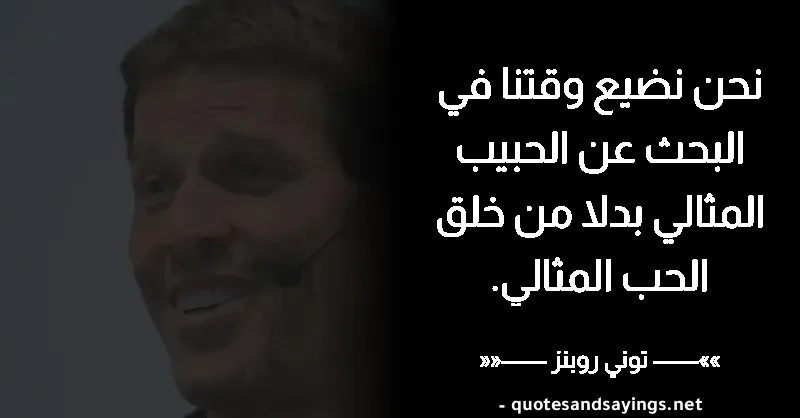 نحن نضيع وقتنا في
البحث عن الحبيب
المثالي بدلا من خلق
الحب المثالي.
»»—— توني روبنز ——««
- quotesandsayings.net